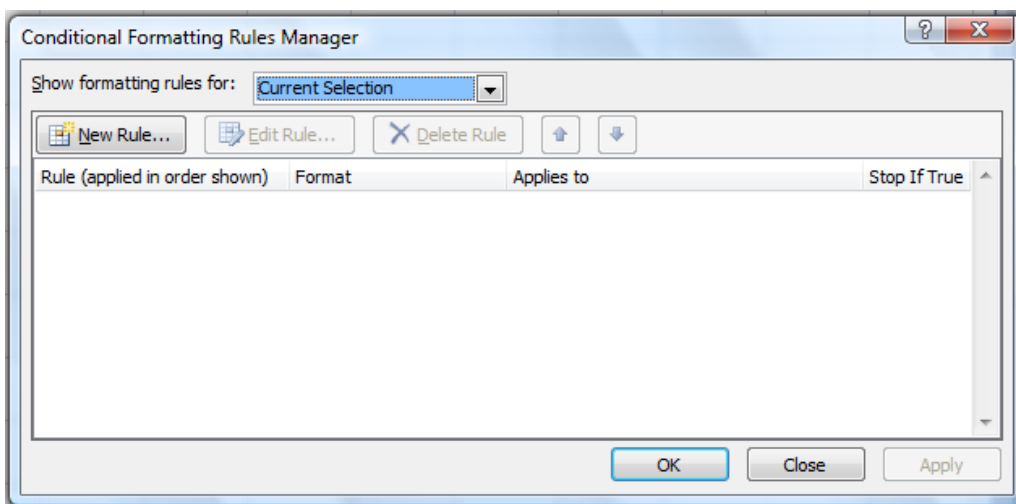 Conditional Formatting Rules Manager
?
X
Show formatting rules for: Current Selection
New Rule... Edit Rule... Delete Rule
Rule (applied in order shown) Format Applies to Stop If True
OK Close Apply